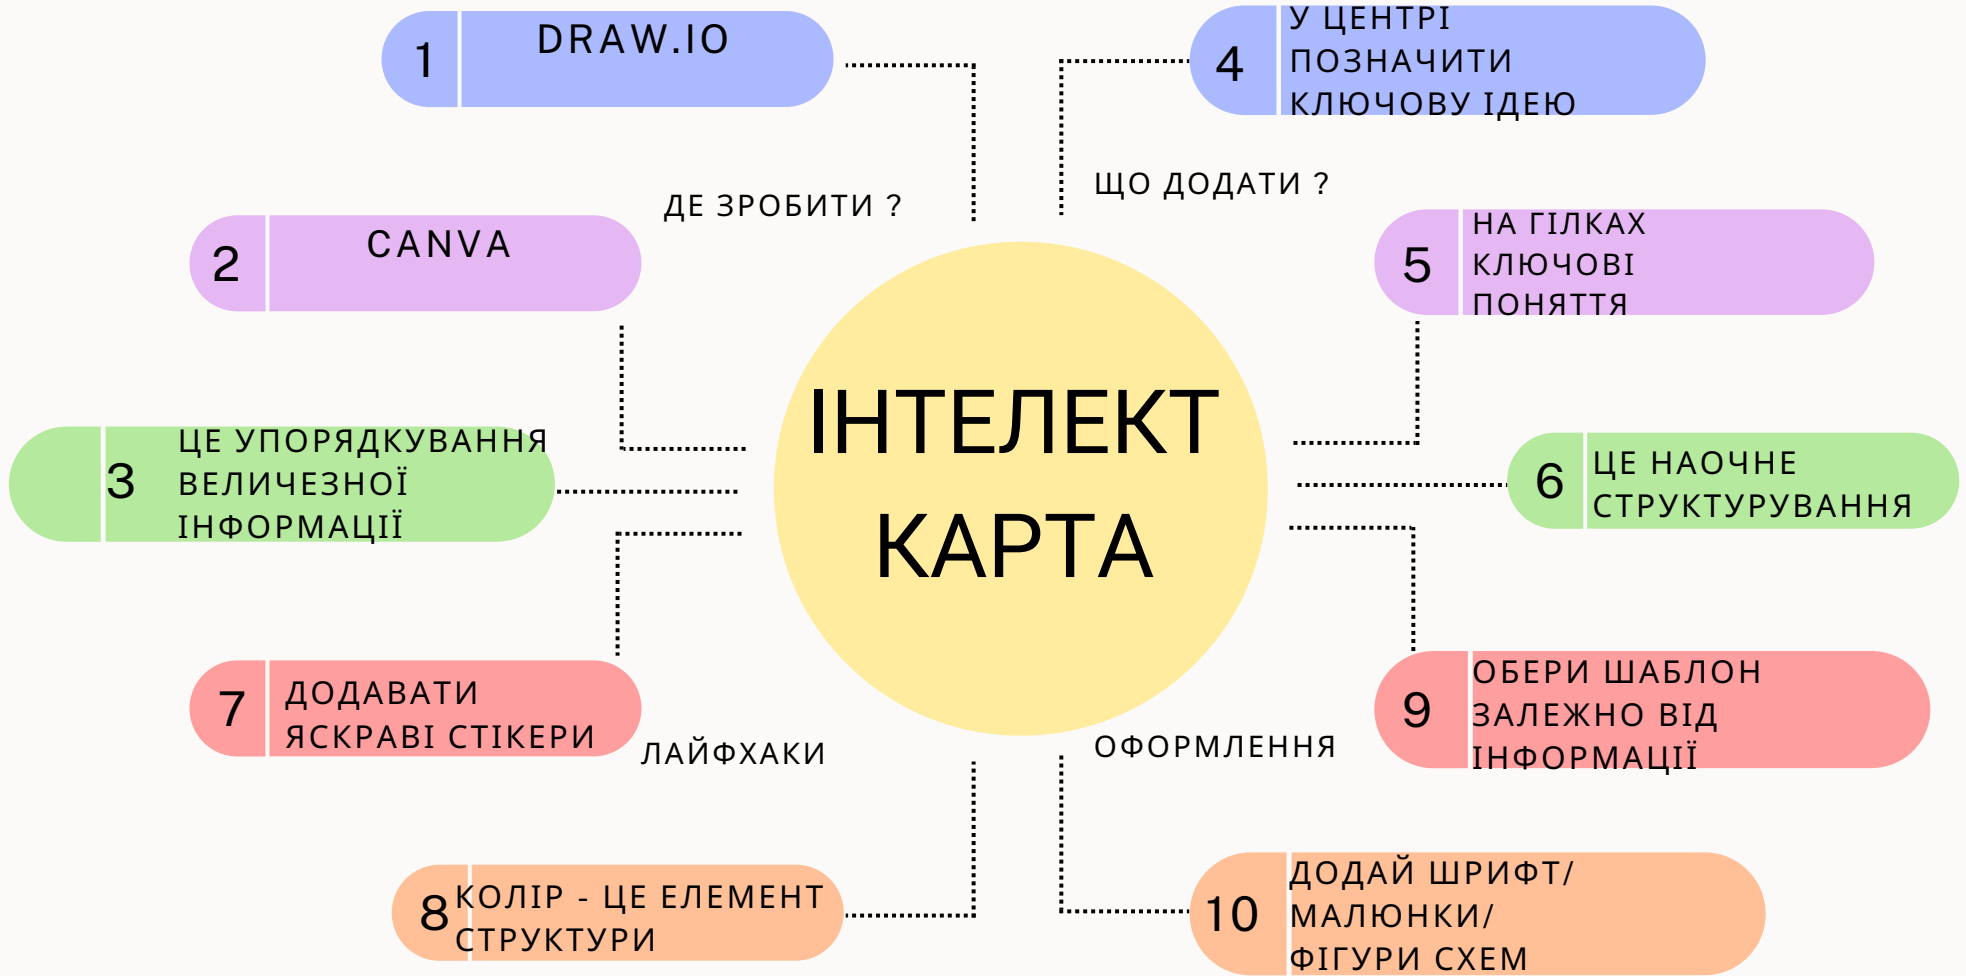 1
DRAW.IO
ДЕ ЗРОБИТИ ?
2
CANVA
3
ЦЕ УПОРЯДКУВАННЯ
ВЕЛИЧЕЗНОЇ
ІНФОРМАЦІЇ
4
У ЦЕНТРІ
ПОЗНАЧИТИ
КЛЮЧОВУ ІДЕЮ
ЩО ДОДАТИ ?
5
НА ГІЛКАХ
КЛЮЧОВІ
ПОНЯТТЯ
6
ЦЕ НАОЧНЕ
СТРУКТУРУВАННЯ
ІНТЕЛЕКТ
КАРТА
7
ДОДАВАТИ
ЯСКРАВІ СТІКЕРИ
ЛАЙФХАКИ
8
КОЛІР - ЦЕ ЕЛЕМЕНТ
СТРУКТУРИ
ОФОРМЛЕННЯ
9
ОБЕРИ ШАБЛОН
ЗАЛЕЖНО ВІД
ІНФОРМАЦІЇ
10
ДОДАЙ ШРИФТ/
МАЛЮНКИ/
ФІГУРИ СХЕМ